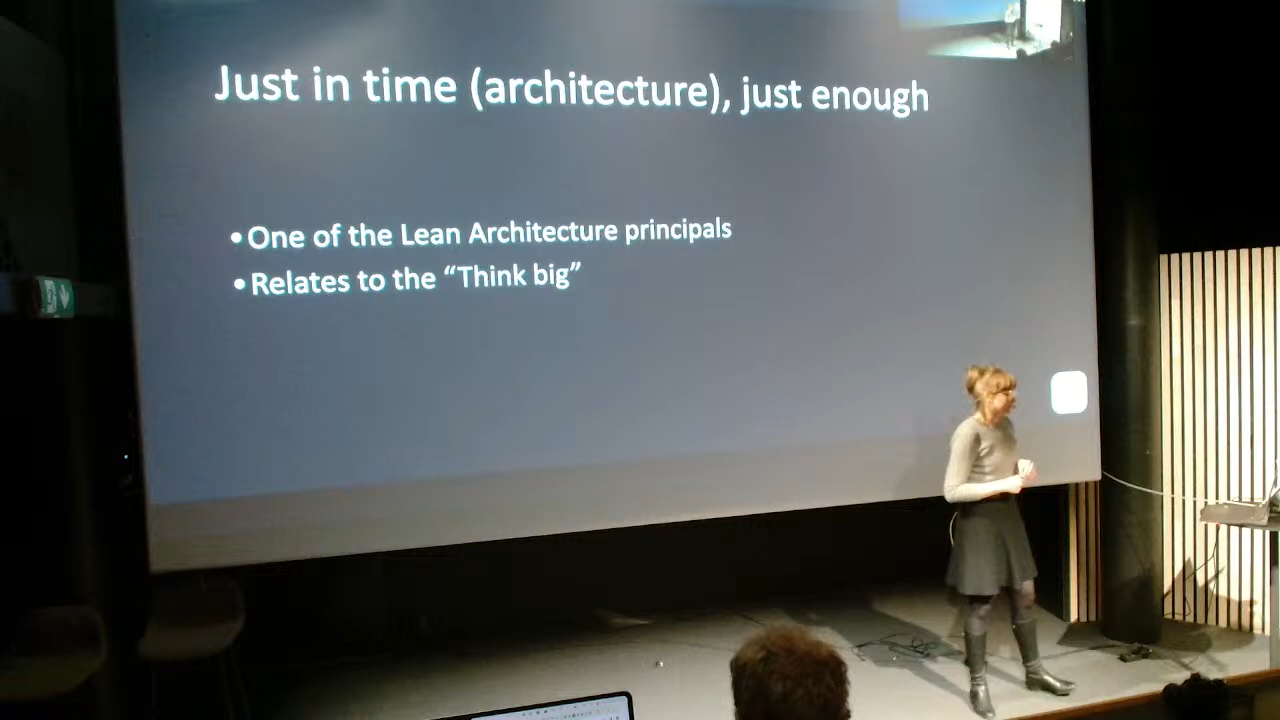 Just in time (architecture), just enough
• One of the Lean Architecture principals
• Relates to the “Think big”